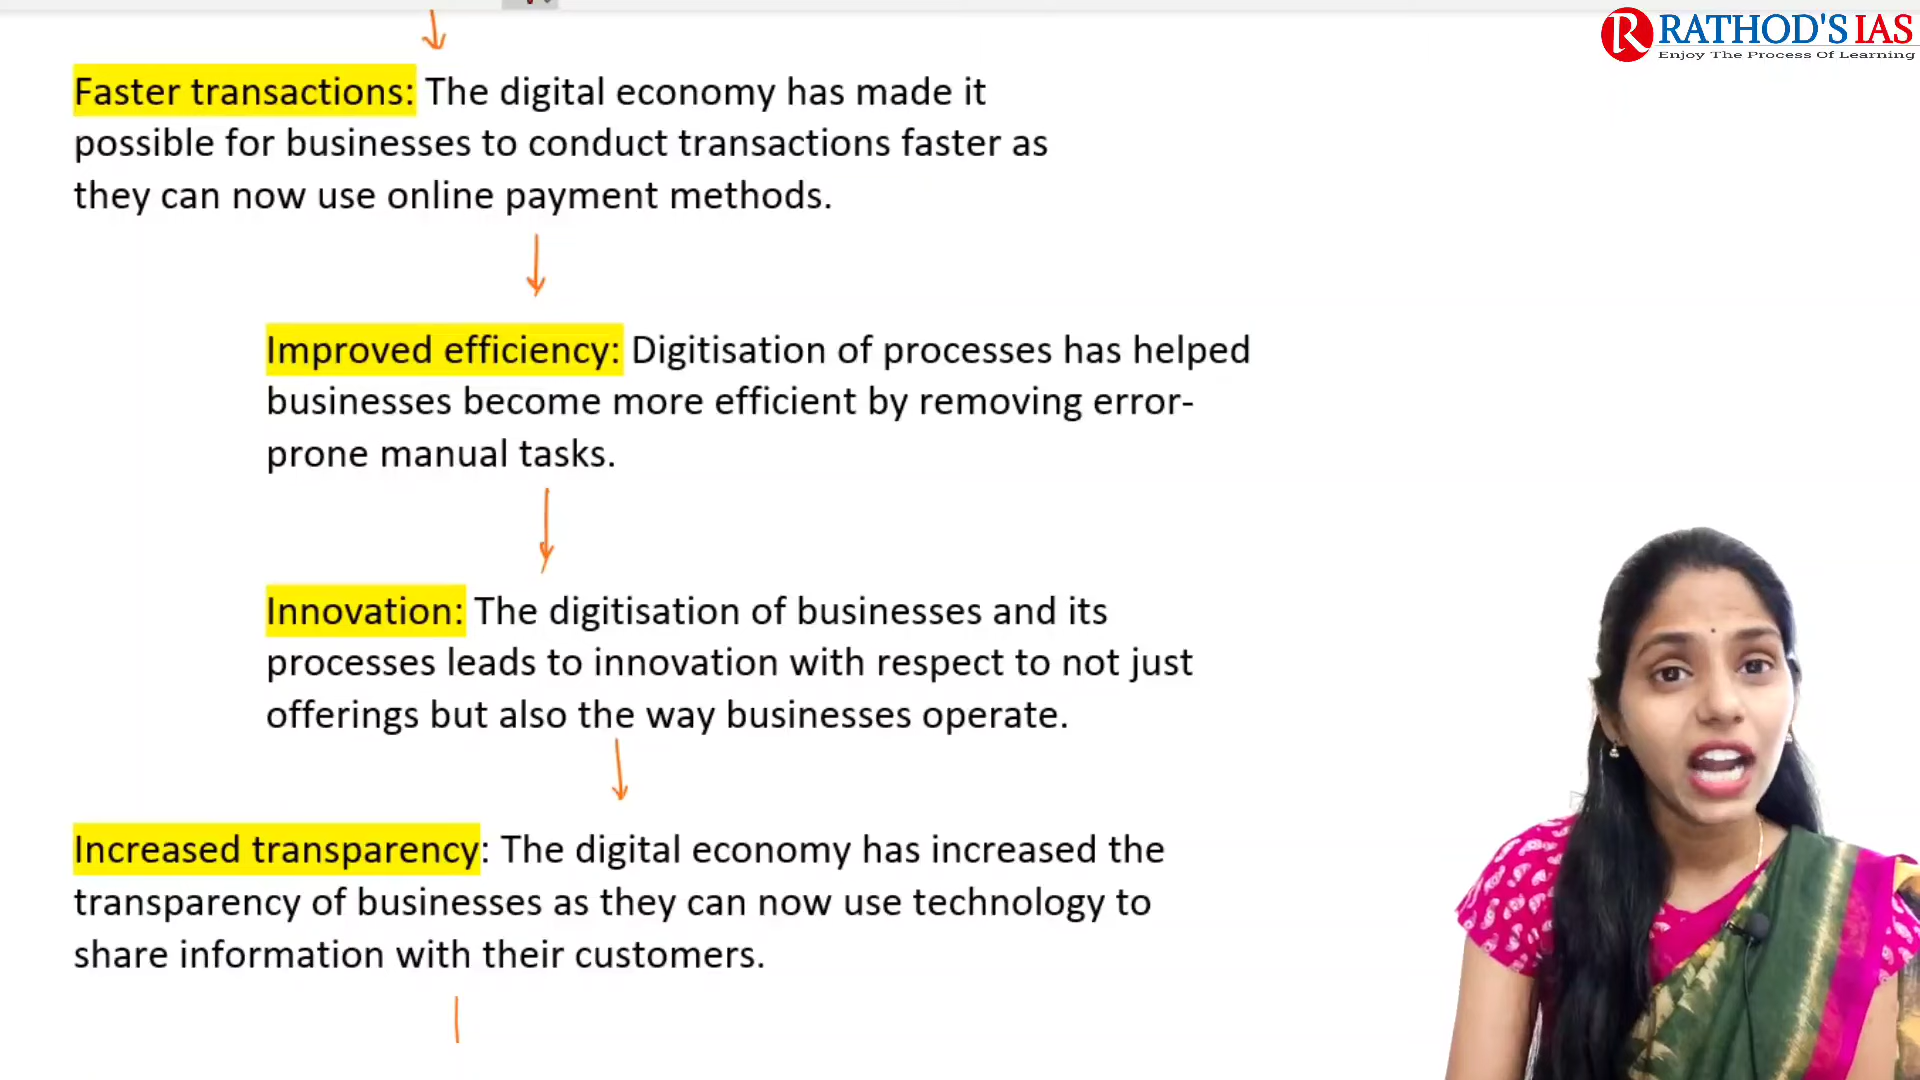 RATHOD'S IAS
Enjoy The Process Of Learning
Faster transactions: The digital economy has made it
possible for businesses to conduct transactions faster as
they can now use online payment methods.
Improved efficiency: Digitisation of processes has helped
businesses become more efficient by removing error-
prone manual tasks.
Innovation: The digitisation of businesses and its
processes leads to innovation with respect to not just
offerings but also the way businesses operate.
Increased transparency: The digital economy has increased the
transparency of businesses as they can now use technology to
share information with their customers.